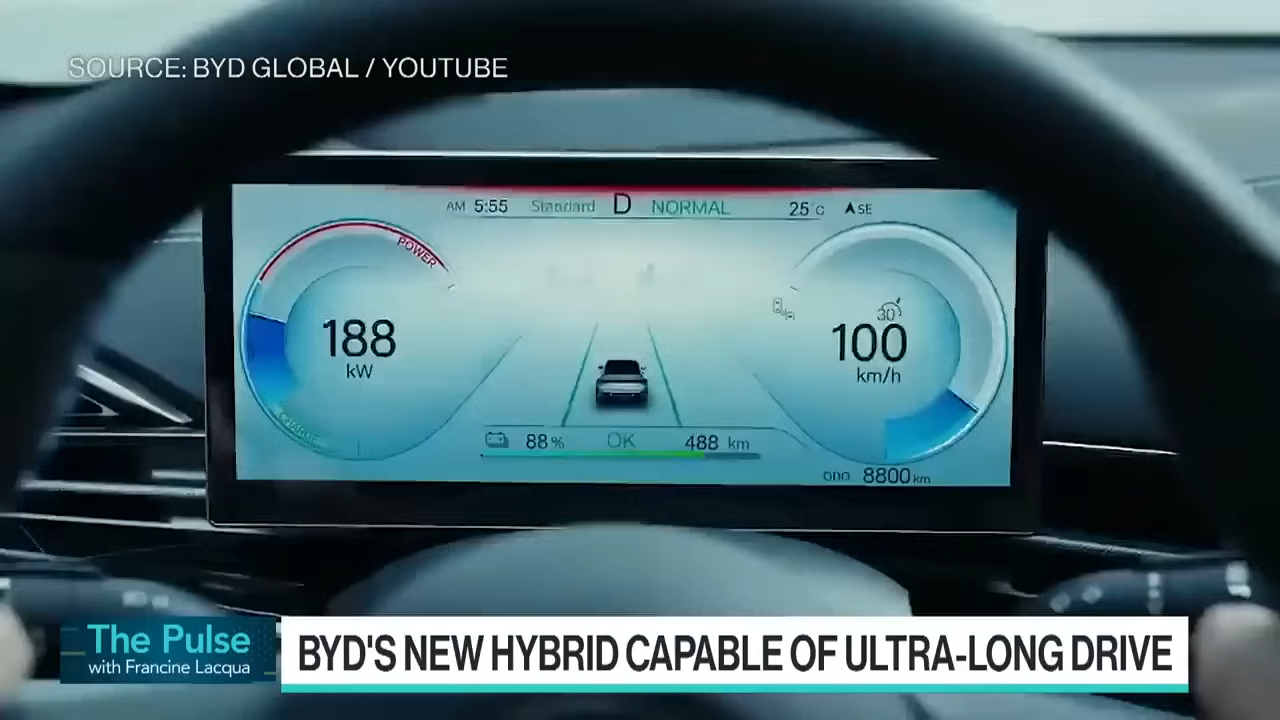 SOURCE: BYD GLOBAL / YOUTUBE
AM 5:55 Standard D NORMAL 25°C SE
POWER
188
kW
30
100
km/h
88% OK 488 km
ODO 8800 km
The Pulse
with Francine Lacqua
BYD'S NEW HYBRID CAPABLE OF ULTRA-LONG DRIVE